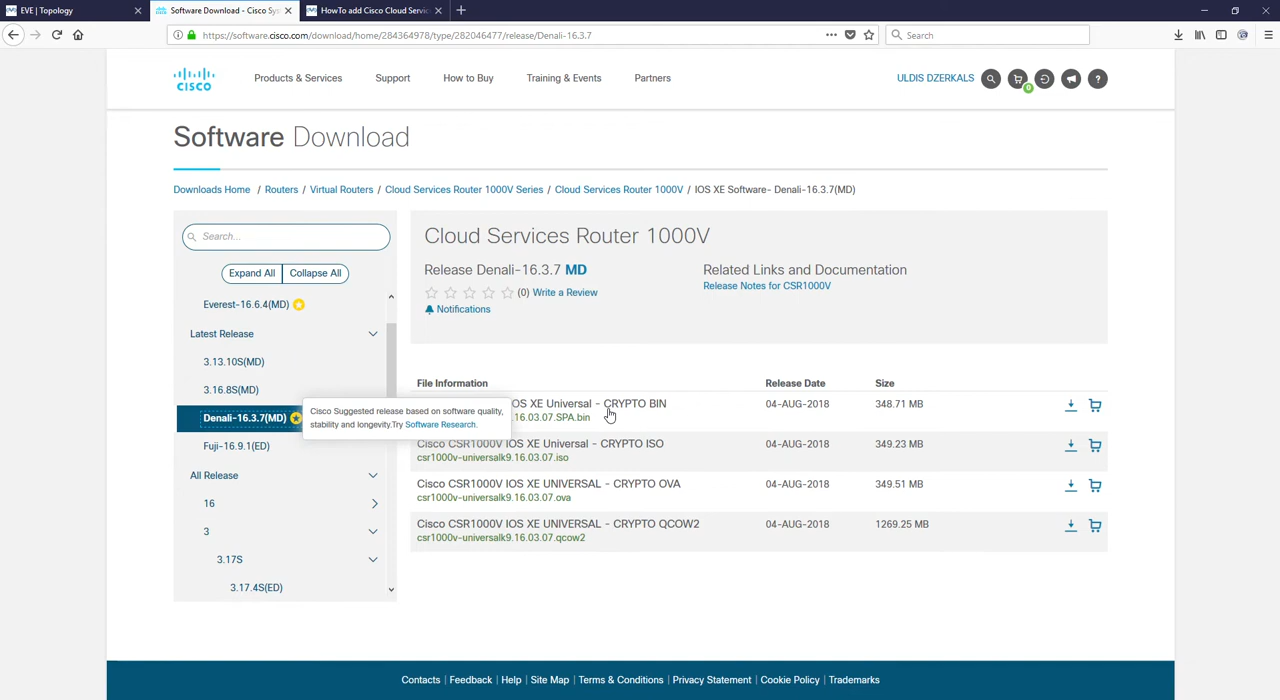 EVE | Topology
Software Download - Cisco Sys
HowTo add Cisco Cloud Servic
https://software.cisco.com/download/home/284364978/type/282046477/release/Denali-16.3.7
Search
CISCO
Products & Services
Support
How to Buy
Training & Events
Partners
ULDIS DZERKALS
0
?
Software Download
Downloads Home / Routers / Virtual Routers / Cloud Services Router 1000V Series / Cloud Services Router 1000V / IOS XE Software- Denali-16.3.7(MD)
Search...
Expand All
Collapse All
Everest-16.6.4(MD)
Latest Release
3.13.10S(MD)
3.16.8S(MD)
Denali-16.3.7(MD)
Fuji-16.9.1(ED)
All Release
16
3
3.17S
3.17.4S(ED)
Cisco Suggested release based on software quality,
stability and longevity.Try Software Research.
Cloud Services Router 1000V
Release Denali-16.3.7 MD
(0) Write a Review
Notifications
Related Links and Documentation
Release Notes for CSR1000V
File Information
Release Date
Size
OS XE Universal - CRYPTO BIN
.16.03.07.SPA.bin
04-AUG-2018
348.71 MB
Cisco CSR1000V IOS XE Universal - CRYPTO ISO
csr1000v-universalk9.16.03.07.iso
04-AUG-2018
349.23 MB
Cisco CSR1000V IOS XE UNIVERSAL - CRYPTO OVA
csr1000v-universalk9.16.03.07.ova
04-AUG-2018
349.51 MB
Cisco CSR1000V IOS XE UNIVERSAL - CRYPTO QCOW2
csr1000v-universalk9.16.03.07.qcow2
04-AUG-2018
1269.25 MB
Contacts | Feedback | Help | Site Map | Terms & Conditions | Privacy Statement | Cookie Policy | Trademarks